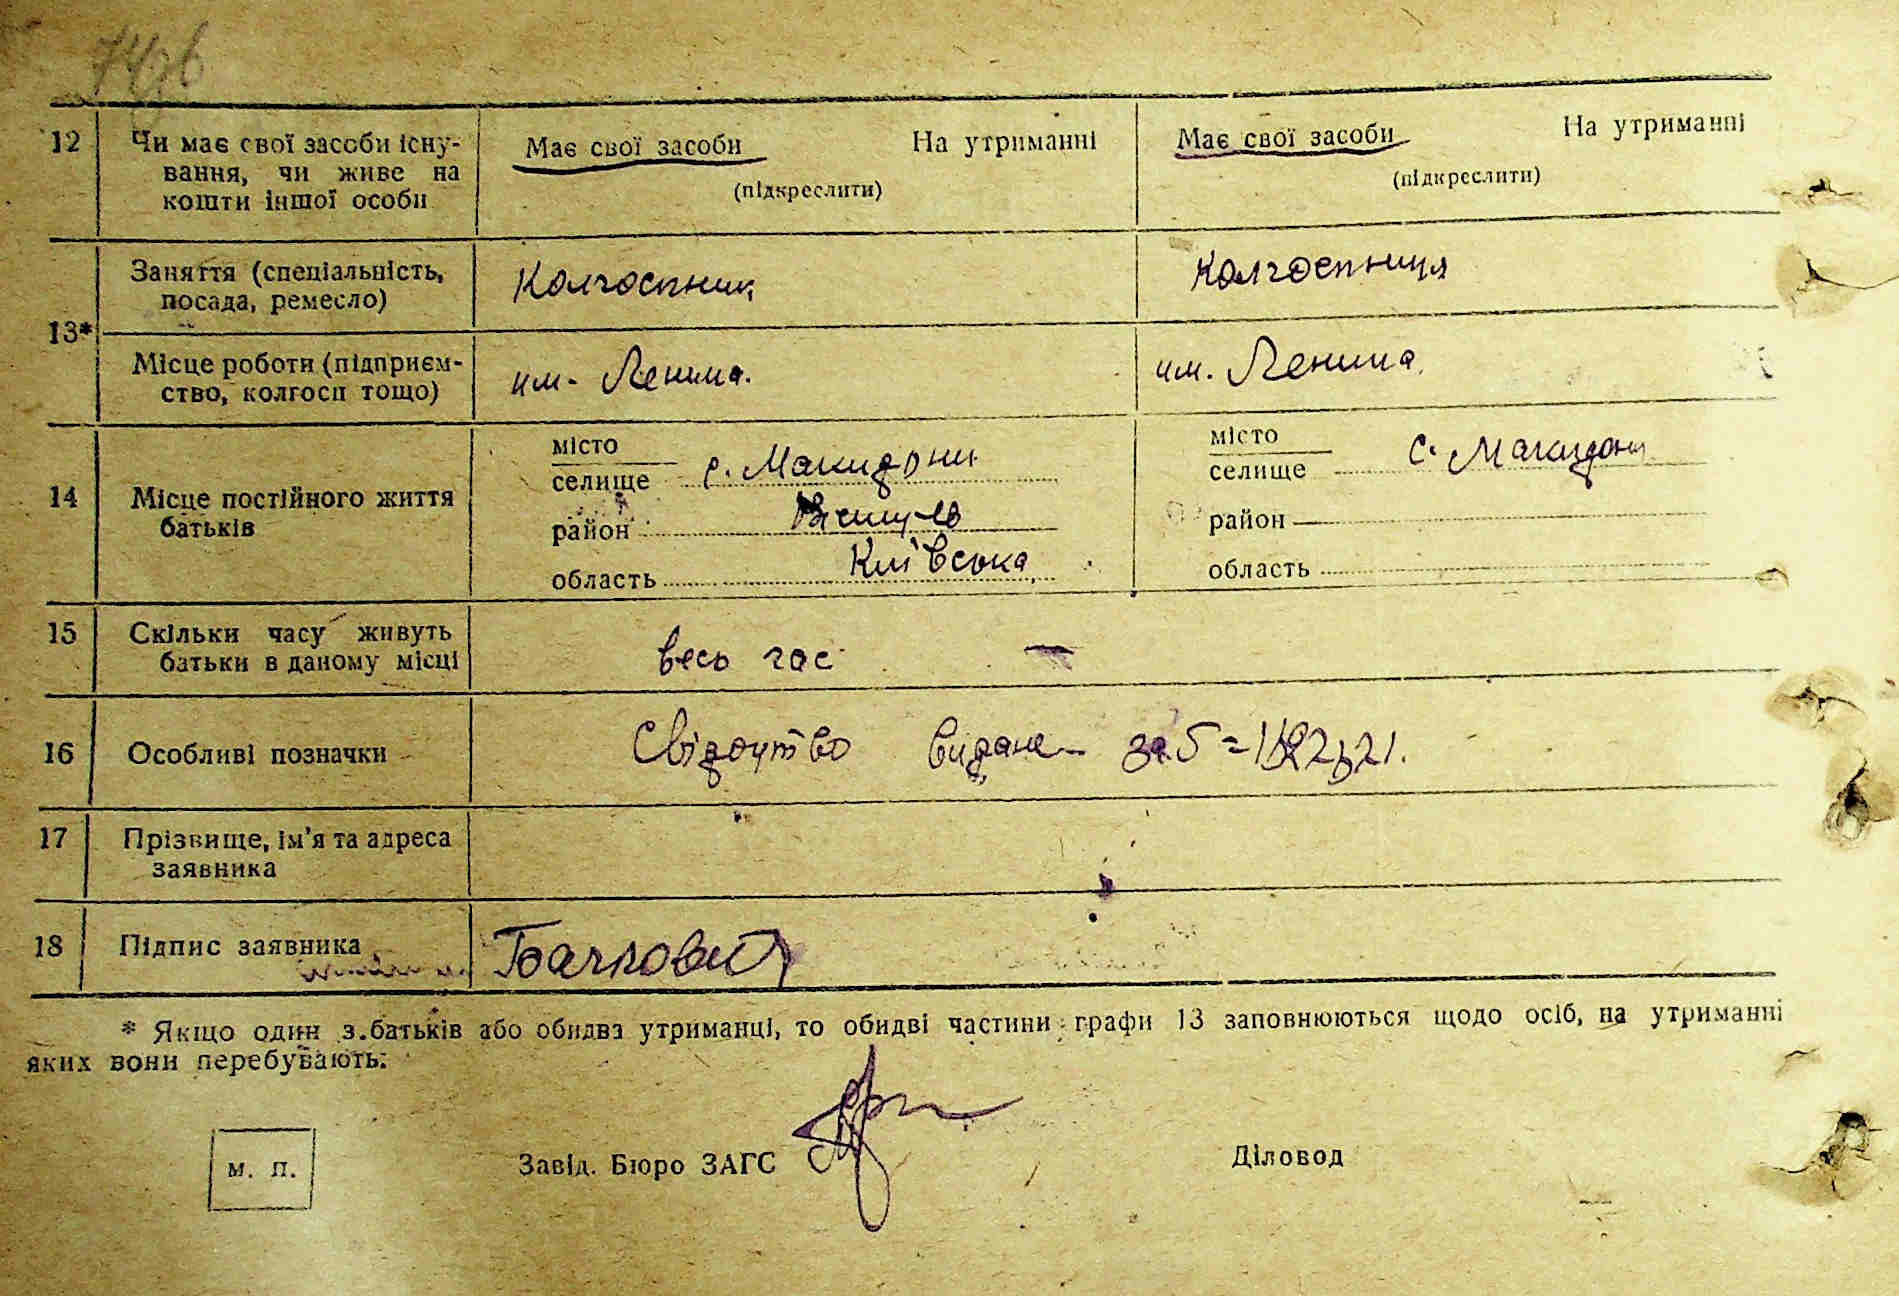 12 Чи має свої засоби існу- Має свої засоби На утриманні Має свої засоби На утриманні
вання, чи живе на (підкреслити) (підкреслити)
кошти іншої особи
13* Заняття (спеціальність, Колгоспник Колгоспниця
посада, ремесло)
Місце роботи (підприєм- им. Ленина. им. Ленина
ство, колгосп тощо)
14 Місце постійного життя батьків
місто
селище с. Макидони
район
область Київська
місто
селище с. Макидони
район
область
15 Скільки часу живуть весь час —
батьки в даному місці
16 Особливі позначки Свідоцтво видане
17 Прізвище, ім'я та адреса
заявника
18 Підпис заявника
* Якщо один з батьків або обидва утриманці, то обидві частини графи 13 заповнюються щодо осіб, на утриманні
яких вони перебувають.
м. п. Завід. Бюро ЗАГС Діловод